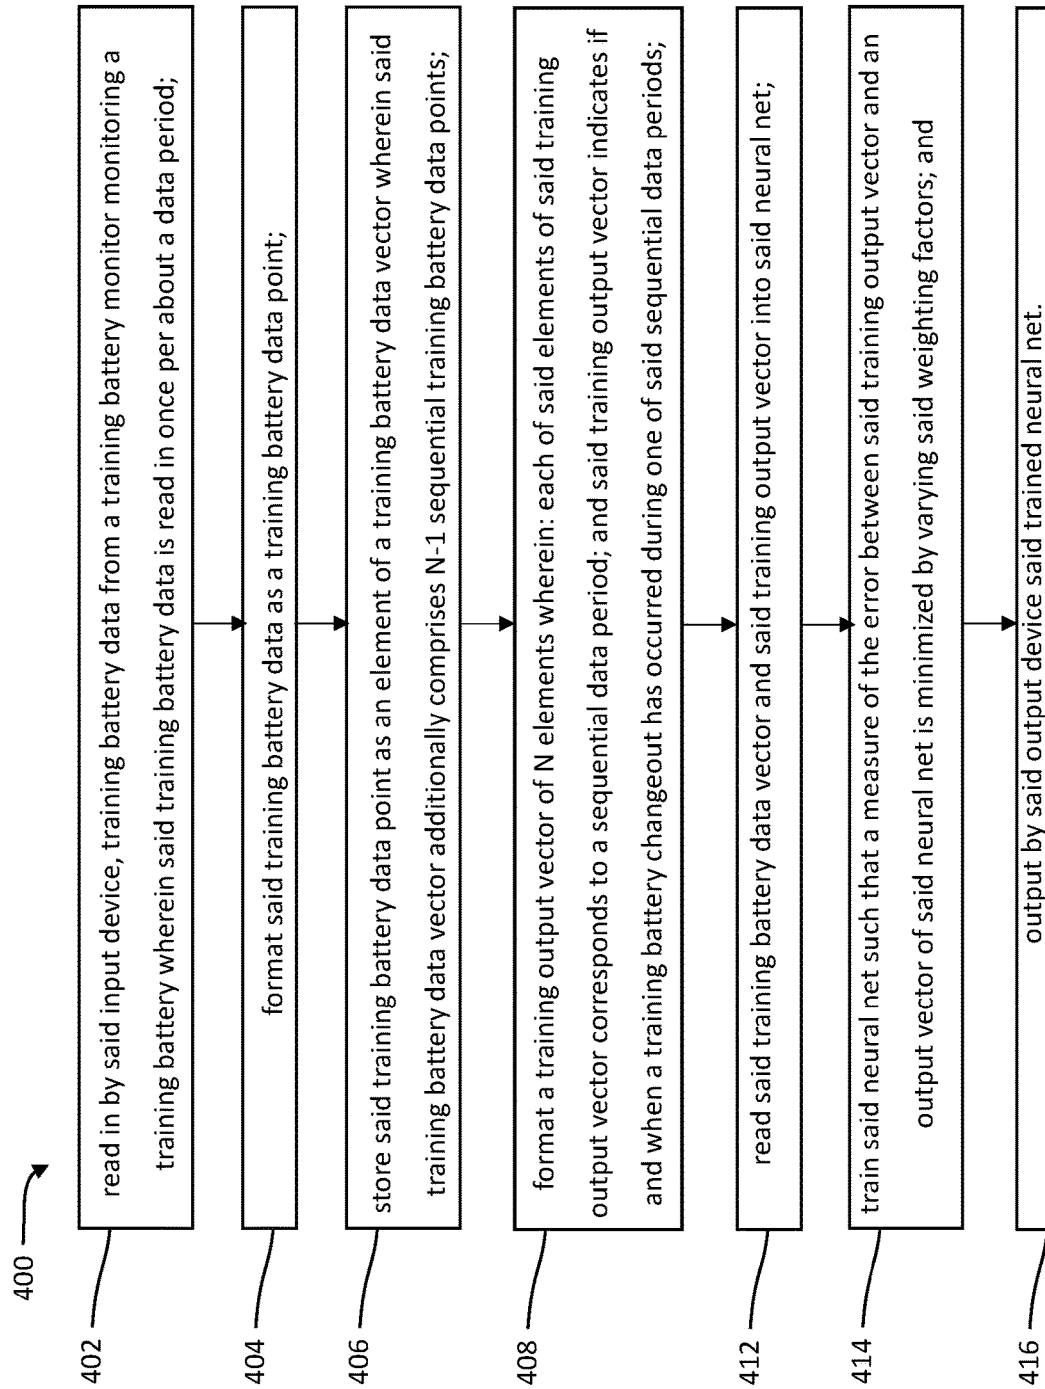 400
402
read in by said input device, training battery data from a training battery monitor monitoring a
training battery wherein said training battery data is read in once per about a data period;
404
format said training battery data as a training battery data point;
406
store said training battery data point as an element of a training battery data vector wherein said
training battery data vector additionally comprises N-1 sequential training battery data points;
408
format a training output vector of N elements wherein: each of said elements of said training
output vector corresponds to a sequential data period; and said training output vector indicates if
and when a training battery changeout has occurred during one of said sequential data periods;
412
read said training battery data vector and said training output vector into said neural net;
414
train said neural net such that a measure of the error between said training output vector and an
output vector of said neural net is minimized by varying said weighting factors; and
416
output by said output device said trained neural net.